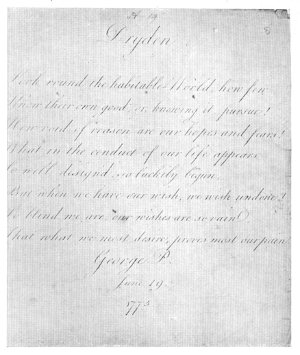 Dryden
Look round the habitable World, how few
Know their own good, or knowing it pursue!
How void of reason are our hopes and fears!
What in the conduct of our life appears
So well design'd, so luckily begun,
But when we have our wish, we wish undone!
So blind we are, our wishes are so vain
That what we most desire, proves most our pain.
George P.
June 19
1775